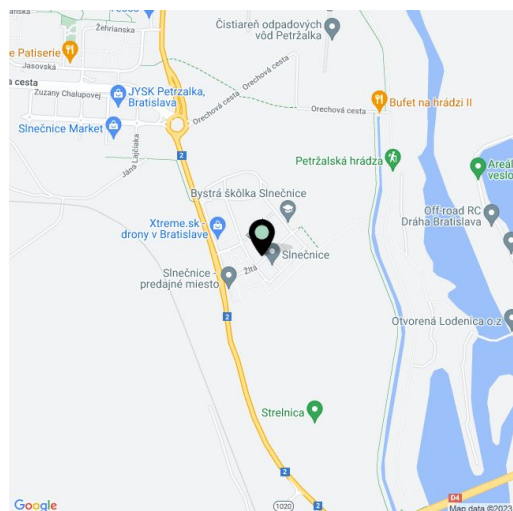 Žehrianska
Čistiareň odpadových
vôd Petržalka
e Patiserie
Jasovská
a cesta
Orechová cesta
JYSK Petrzalka,
Bratislava
Zuzany Chalupovej
Orechová cesta
Orechová cesta
Bufet na hrádzi II
Slnečnice Market
Jána Lajčiaka
2
Petržalská hrádza
Areál
veslo
Bystrá škôlka Slnečnice
Off-road RC
Dráha Bratislava
Xtreme.sk -
drony v Bratislave
Slnečnice
Žltá
Slnečnice -
predajné miesto
2
Otvorená Lodenica o.z
Strelnica
2
D4
1020
2
Google
Map data ©2023